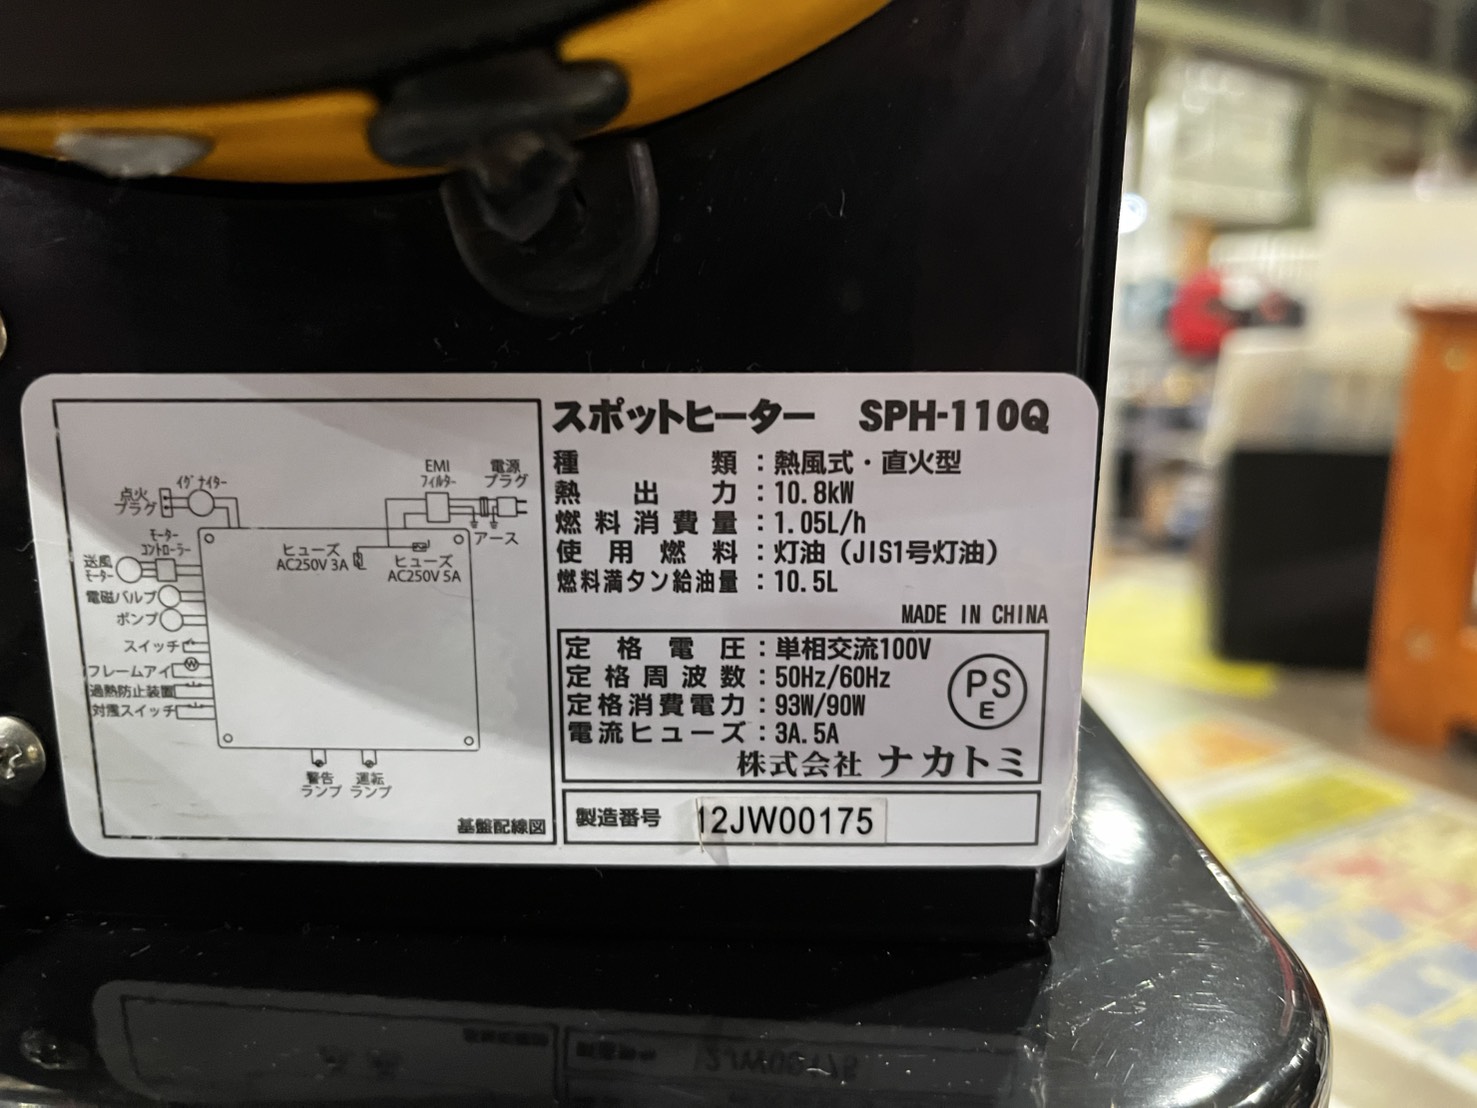 スポットヒーター SPH-110Q
種類:熱風式・直火型
熱出力:10.8kW
燃料消費量:1.05L/h
使用燃料:灯油(JIS1号灯油)
燃料満タン給油量:10.5L
MADE IN CHINA
定格電圧:単相交流100V
定格周波数:50Hz/60Hz
定格消費電力:93W/90W
電流ヒューズ:3A.5A
PS
E
株式会社 ナカトミ
製造番号 12JW00175
点火
プラグ
イグナイター
EMI
フィルター
電源
プラグ
アース
ヒューズ
AC250V 3A
ヒューズ
AC250V 5A
モーター
コントローラー
送風
モーター
電磁バルブ
ポンプ
スイッチ
フレームアイ
過熱防止装置
対震スイッチ
警告
ランプ
運転
ランプ
基盤配線図